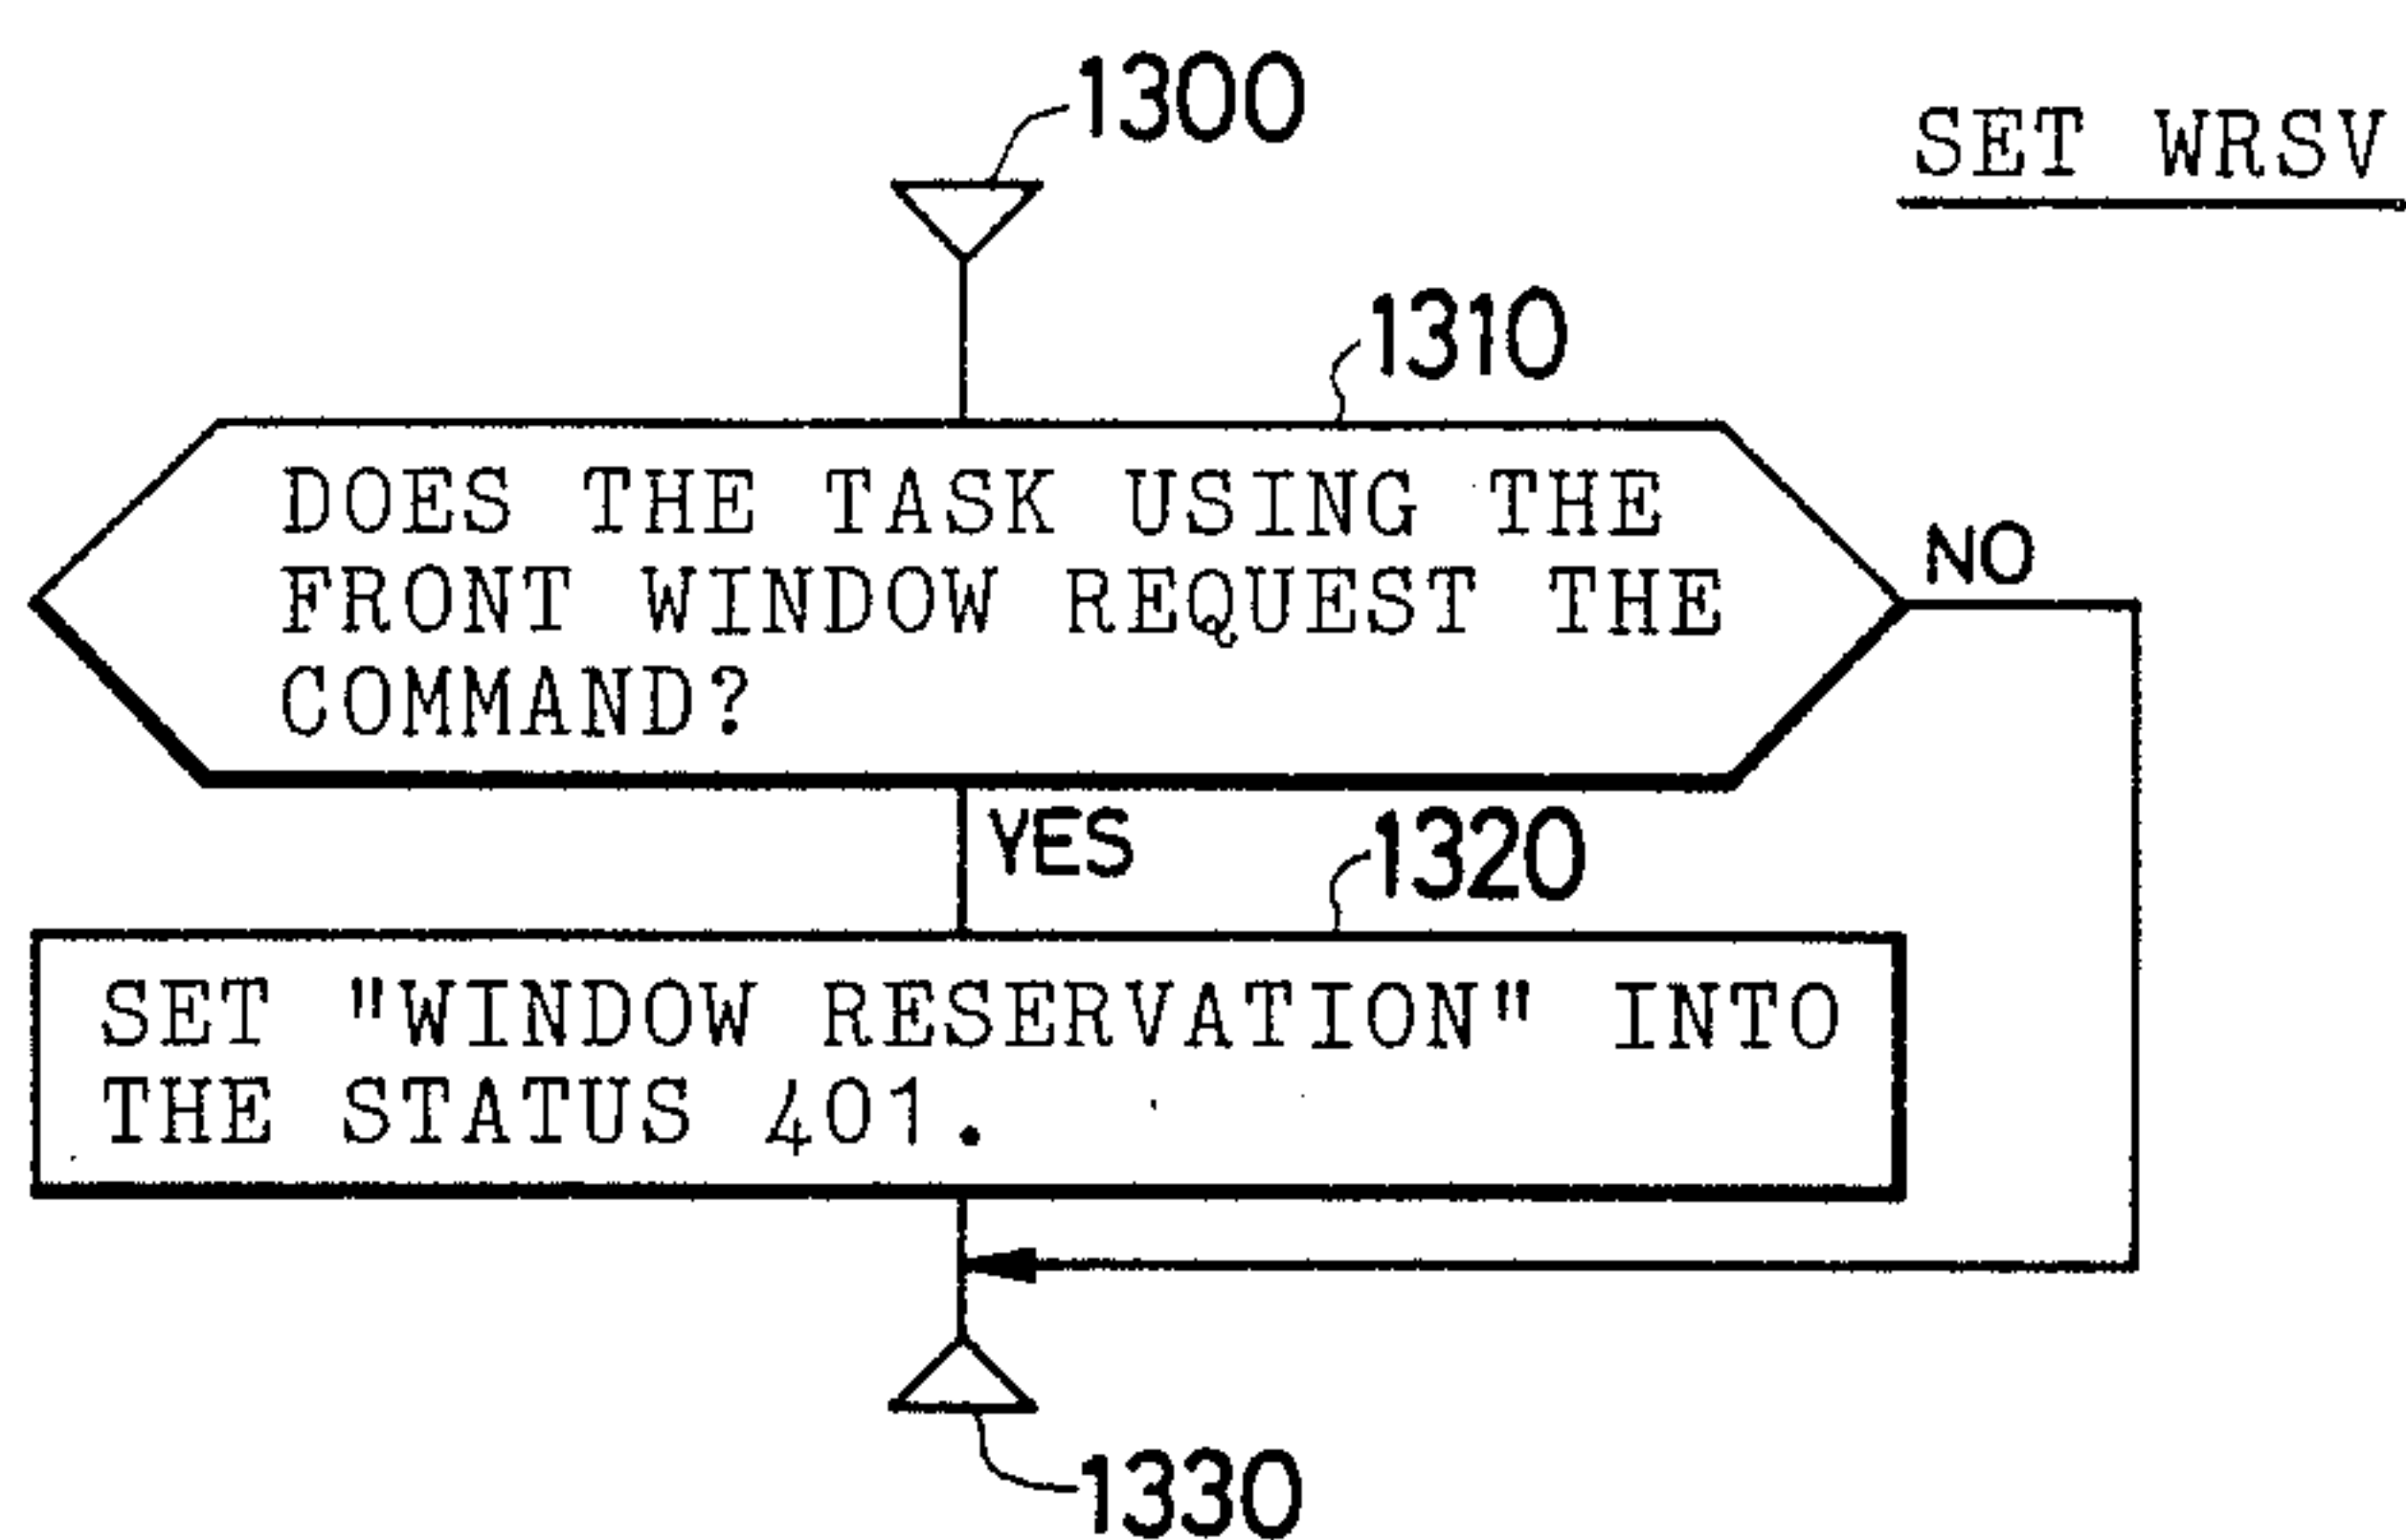 1300
SET WRSV
1310
DOES THE TASK USING THE
FRONT WINDOW REQUEST THE
COMMAND?
NO
YES
1320
SET "WINDOW RESERVATION" INTO
THE STATUS 401.
1330